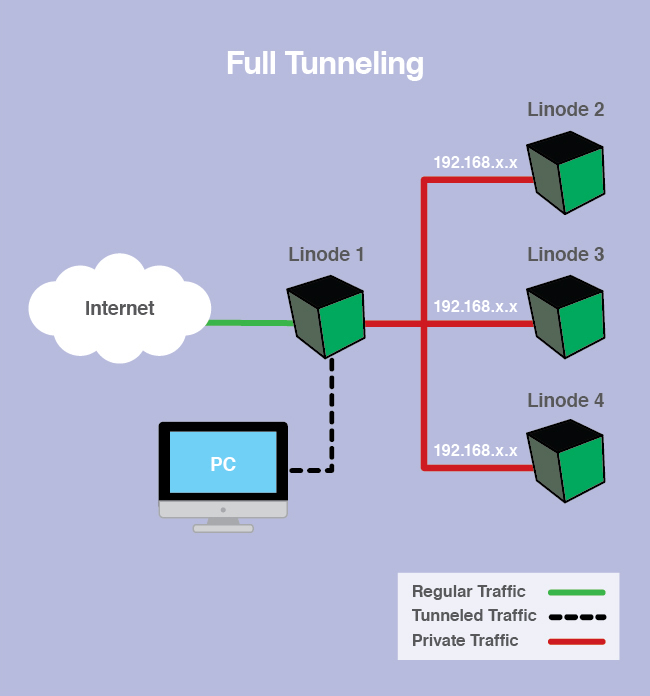 Full Tunneling
Linode 2
192.168.x.x
Linode 1
Linode 3
Internet
192.168.x.x
Linode 4
192.168.x.x
PC
Regular Traffic
Tunneled Traffic
Private Traffic